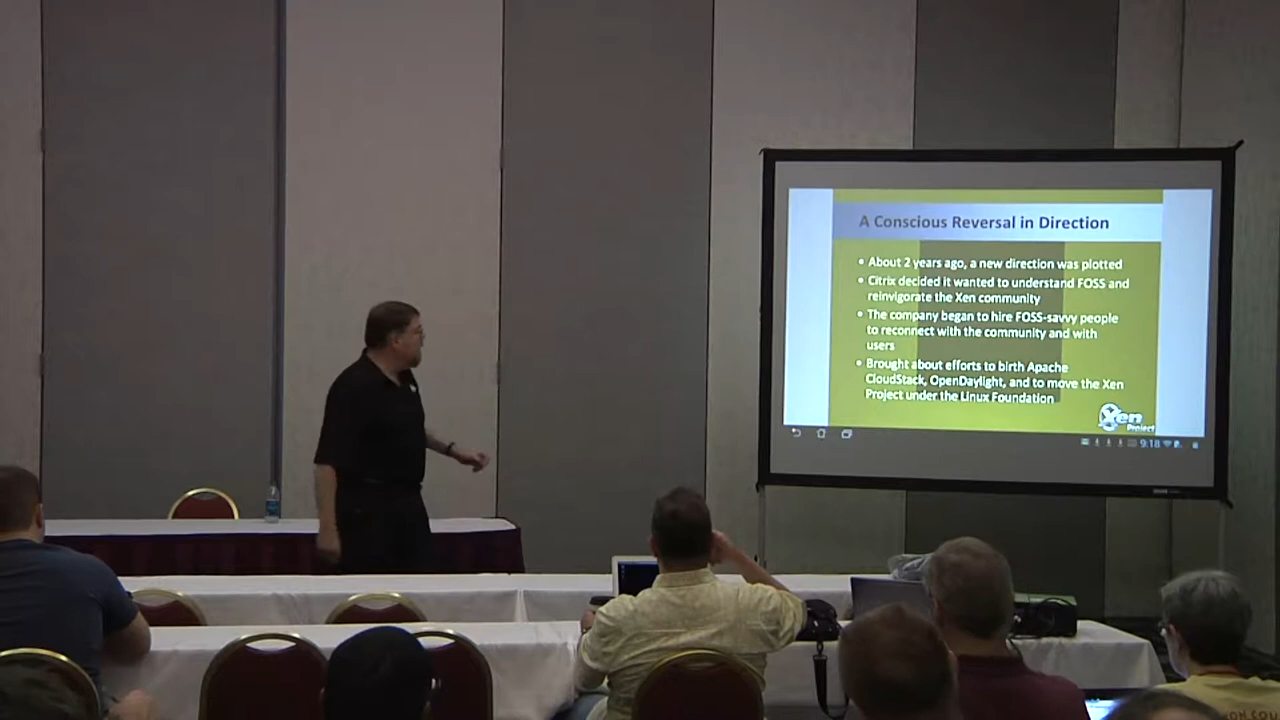 A Conscious Reversal in Direction
• About 2 years ago, a new direction was plotted
• Citrix decided it wanted to understand FOSS and
reinvigorate the Xen community
• The company began to hire FOSS-savvy people
to reconnect with the community and with
users
• Brought about efforts to birth Apache
CloudStack, OpenDaylight, and to move the Xen
Project under the Linux Foundation
Xen
Project
9:18